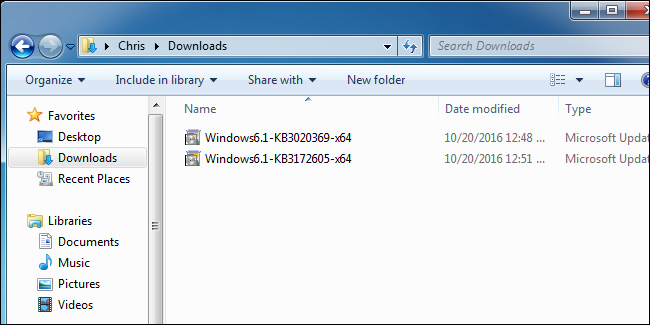 Chris Downloads Search Downloads
Organize Include in library Share with New folder
Name Date modified Type
Favorites
Desktop
Downloads
Recent Places
Libraries
Documents
Music
Pictures
Videos
Windows6.1-KB3020369-x64 10/20/2016 12:48 ... Microsoft Upda
Windows6.1-KB3172605-x64 10/20/2016 12:51 ... Microsoft Upda